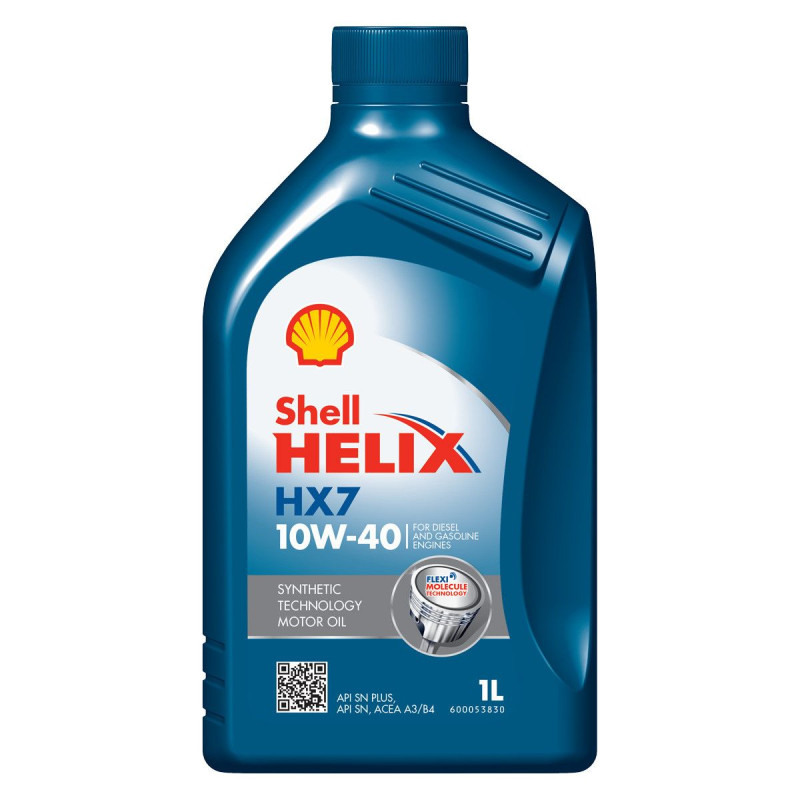 Shell
HELIX
HX7
10W-40
FOR DIESEL
AND GASOLINE
ENGINES
FLEXI
MOLECULE
TECHNOLOGY
SYNTHETIC
TECHNOLOGY
MOTOR OIL
1L
API SN PLUS,
API SN, ACEA A3/B4
600053830